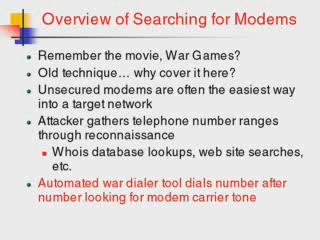 Overview of Searching for Modems
Remember the movie, War Games?
Old technique… why cover it here?
Unsecured modems are often the easiest way
into a target network
Attacker gathers telephone number ranges
through reconnaissance
Whois database lookups, web site searches,
etc.
Automated war dialer tool dials number after
number looking for modem carrier tone